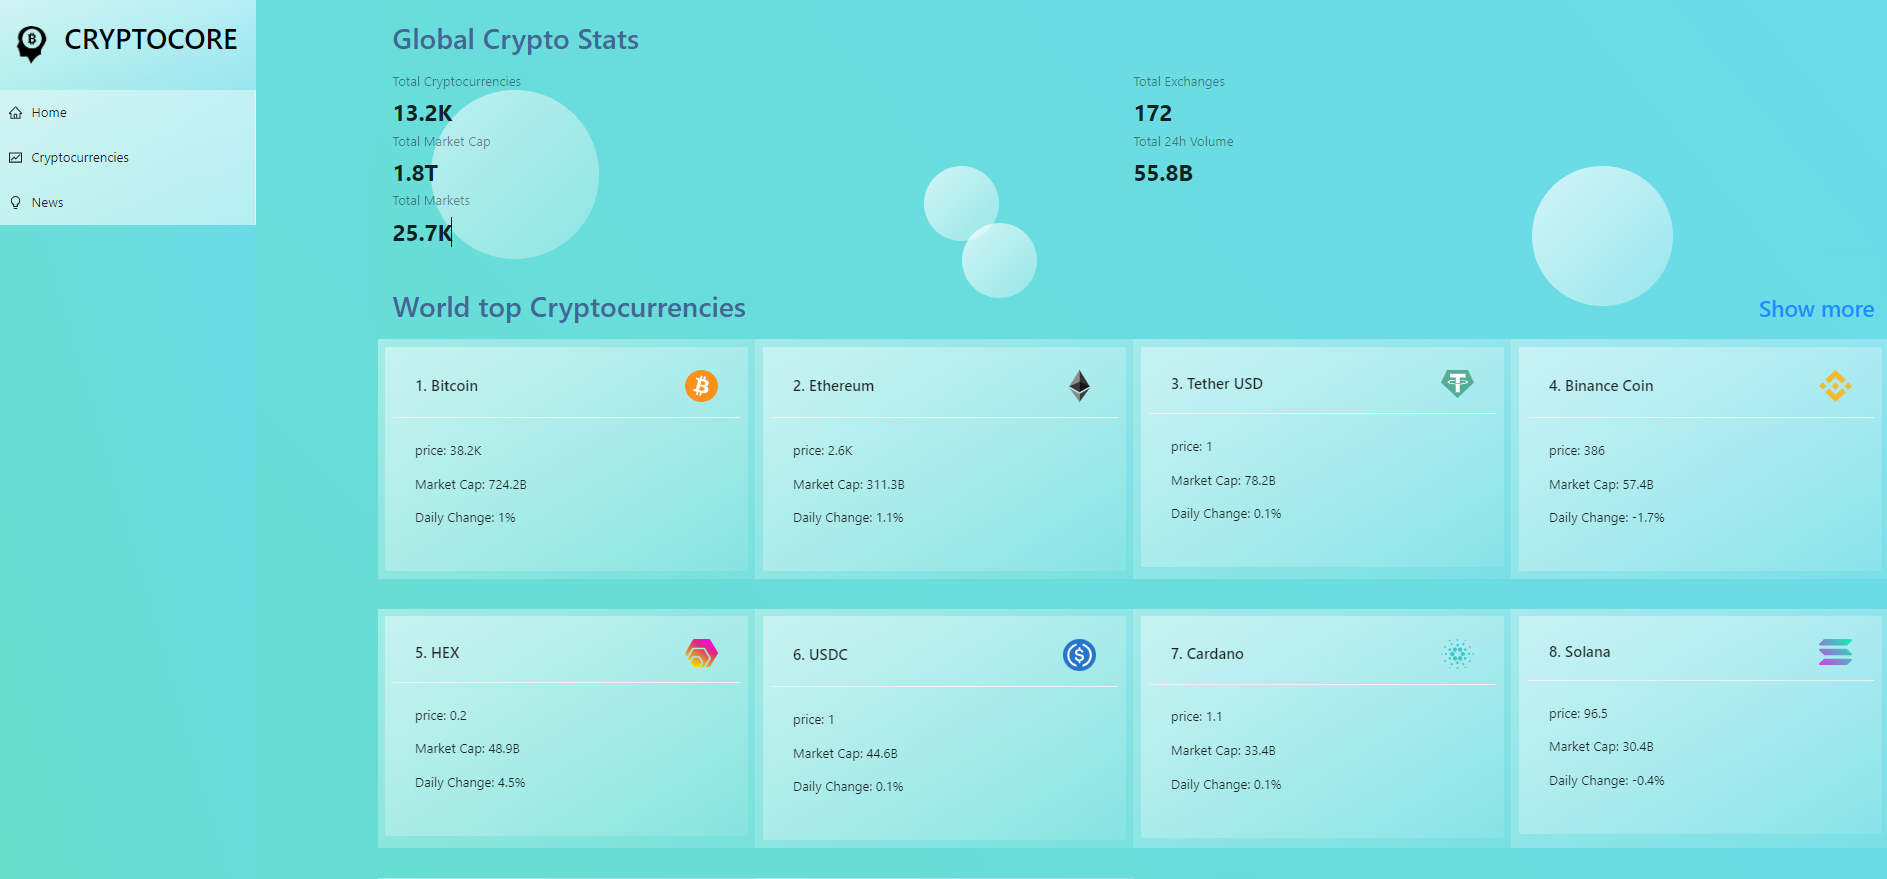 CRYPTOCORE
Home
Cryptocurrencies
News
Global Crypto Stats
Total Cryptocurrencies
13.2K
Total Exchanges
172
Total Market Cap
1.8T
Total 24h Volume
55.8B
Total Markets
25.7K
World top Cryptocurrencies
Show more
1. Bitcoin
price: 38.2K
Market Cap: 724.2B
Daily Change: 1%
2. Ethereum
price: 2.6K
Market Cap: 311.3B
Daily Change: 1.1%
3. Tether USD
price: 1
Market Cap: 78.2B
Daily Change: 0.1%
4. Binance Coin
price: 386
Market Cap: 57.4B
Daily Change: -1.7%
5. HEX
price: 0.2
Market Cap: 48.9B
Daily Change: 4.5%
6. USDC
price: 1
Market Cap: 44.6B
Daily Change: 0.1%
7. Cardano
price: 1.1
Market Cap: 33.4B
Daily Change: 0.1%
8. Solana
price: 96.5
Market Cap: 30.4B
Daily Change: -0.4%